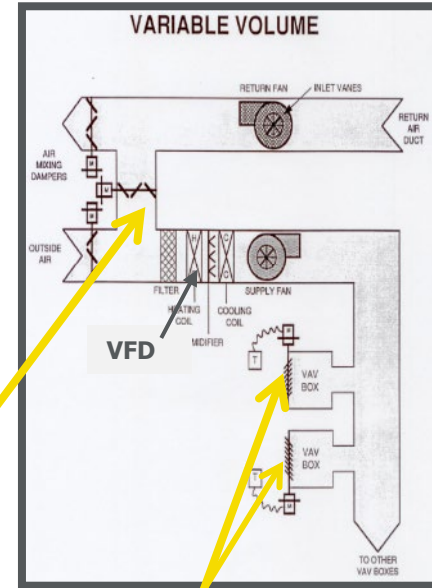 VARIABLE VOLUME
RETURN FAN
INLET VANES
RETURN
AIR
DUCT
AIR
MIXING
DAMPERS
M
M
M
OUTSIDE
AIR
H
C
C
FILTER
HEATING
COIL
MIDIFIER
COOLING
COIL
SUPPLY FAN
VFD
M
T
VAV
BOX
VAV
BOX
T
M
TO OTHER
VAV BOXES